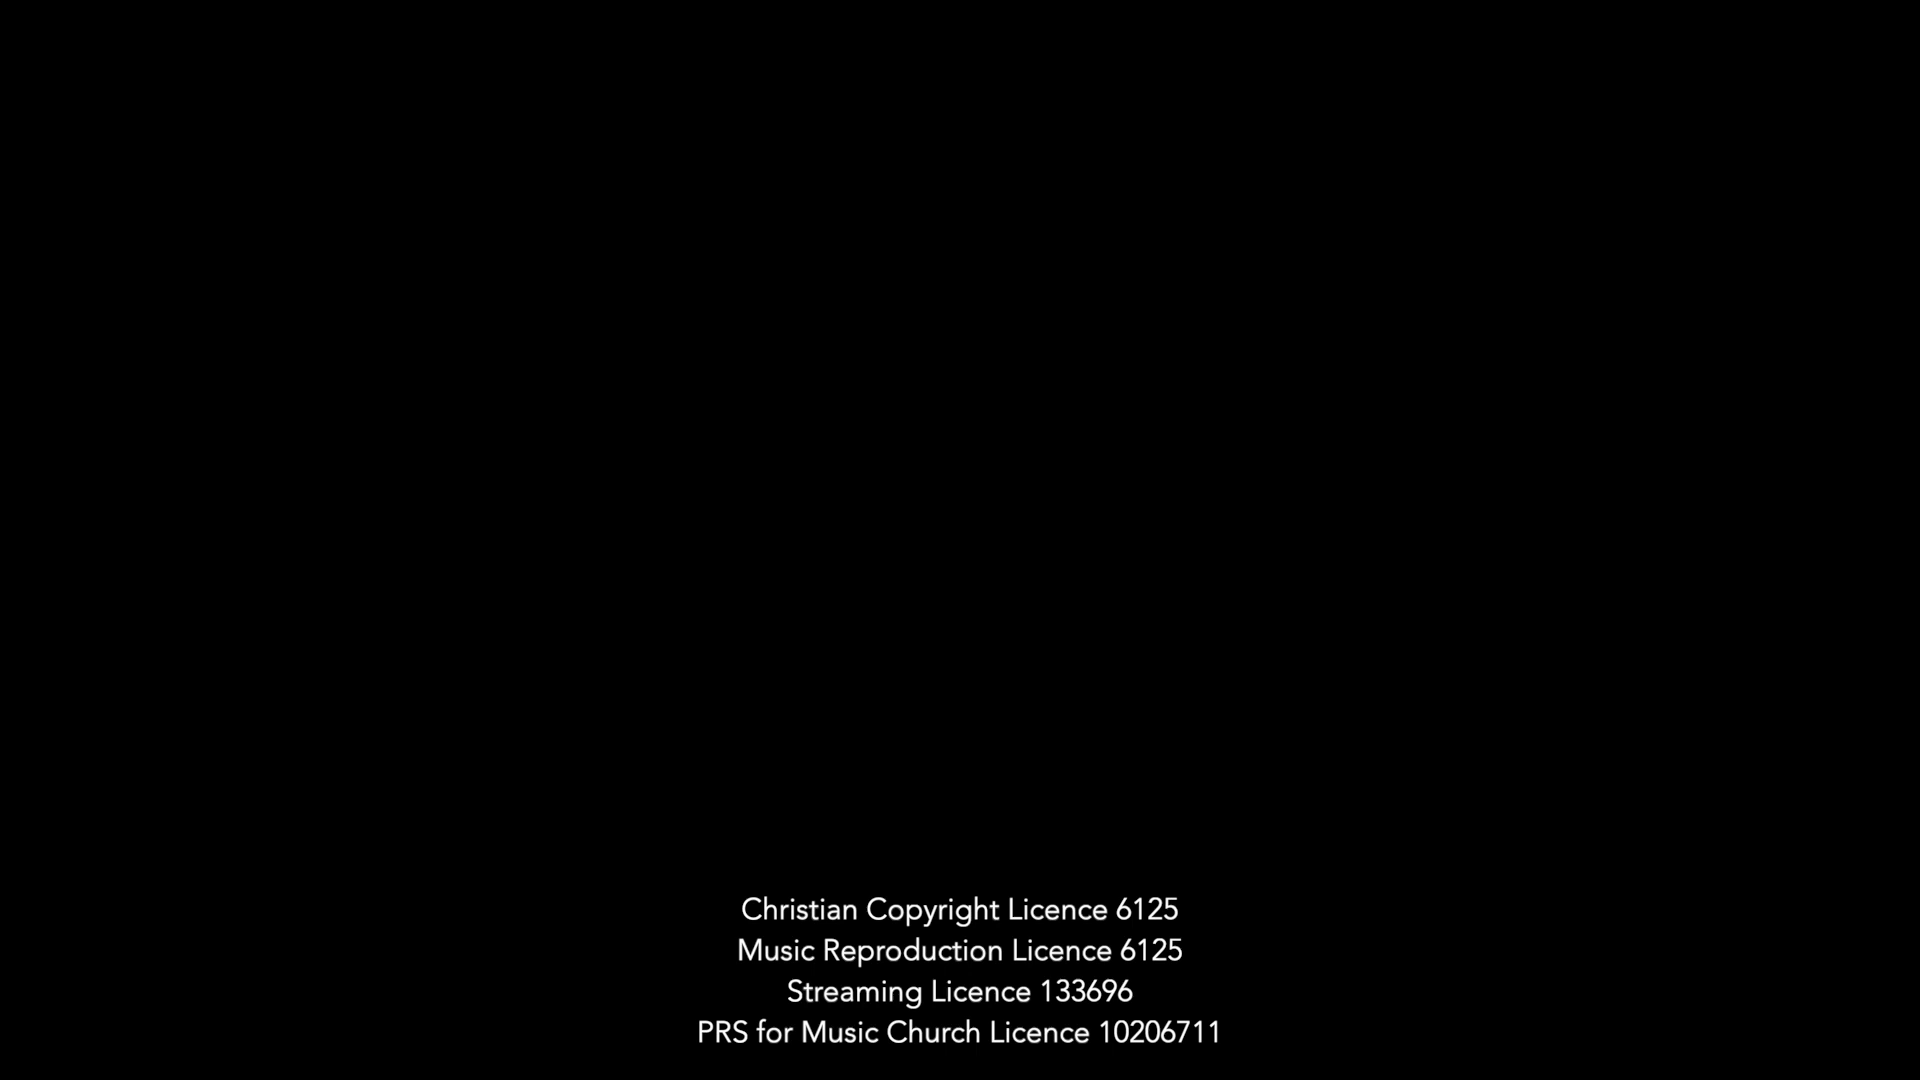 Christian Copyright Licence 6125
Music Reproduction Licence 6125
Streaming Licence 133696
PRS for Music Church Licence 10206711